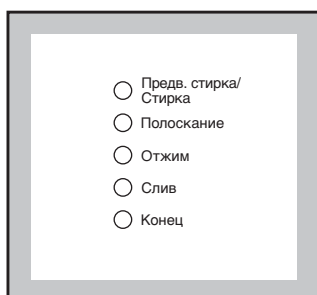 Предв. стирка/
Стирка
Полоскание
Отжим
Слив
Конец